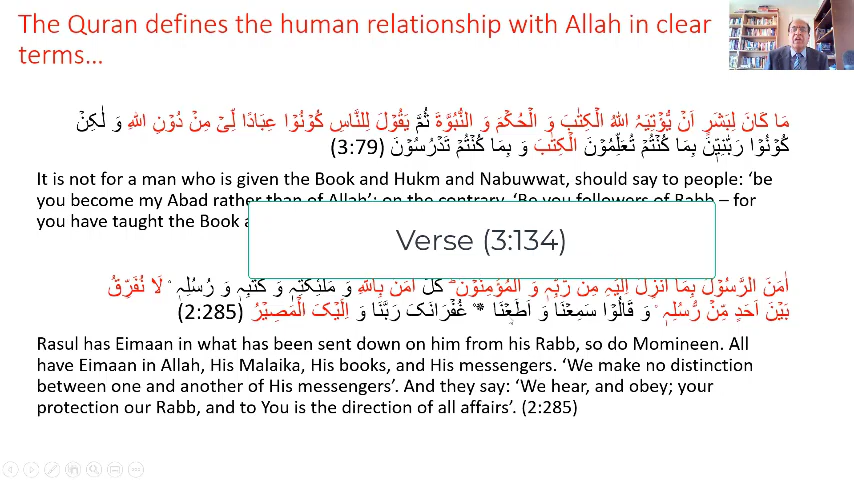 The Quran defines the human relationship with Allah in clear
terms…
مَا كَانَ لِبَشَرٍ اَنْ يُّؤْتِيَهُ اللّٰهُ الْكِتٰبَ وَ الْحُكْمَ وَ النُّبُوَّةَ ثُمَّ يَقُوْلَ لِلنَّاسِ كُوْنُوْا عِبَادًا لِّيْ مِنْ دُوْنِ اللّٰهِ وَ لٰكِنْ
كُوْنُوْا رَبّٰنِيّٖنَ بِمَا كُنْتُمْ تُعَلِّمُوْنَ الْكِتٰبَ وَ بِمَا كُنْتُمْ تَدْرُسُوْنَ (3:79)
It is not for a man who is given the Book and Hukm and Nabuwwat, should say to people: ‘be
you become my Abad rather than of Allah’; on the contrary, ‘Be you followers of Rabb – for
you have taught the Book
Verse (3:134)
اٰمَنَ الرَّسُوْلُ بِمَاۤ اُنْزِلَ اِلَيْهِ مِنْ رَّبِّهٖ وَ الْمُؤْمِنُوْنَ ؕ كُلٌّ اٰمَنَ بِاللّٰهِ وَ مَلٰٓئِكَتِهٖ وَ كُتُبِهٖ وَ رُسُلِهٖ ۟ لَا نُفَرِّقُ
بَيْنَ اَحَدٍ مِّنْ رُّسُلِهٖ ۟ وَ قَالُوْا سَمِعْنَا وَ اَطَعْنَا ٭۫ غُفْرَانَكَ رَبَّنَا وَ اِلَيْكَ الْمَصِيْرُ (2:285)
Rasul has Eimaan in what has been sent down on him from his Rabb, so do Momineen. All
have Eimaan in Allah, His Malaika, His books, and His messengers. ‘We make no distinction
between one and another of His messengers’. And they say: ‘We hear, and obey; your
protection our Rabb, and to You is the direction of all affairs’. (2:285)